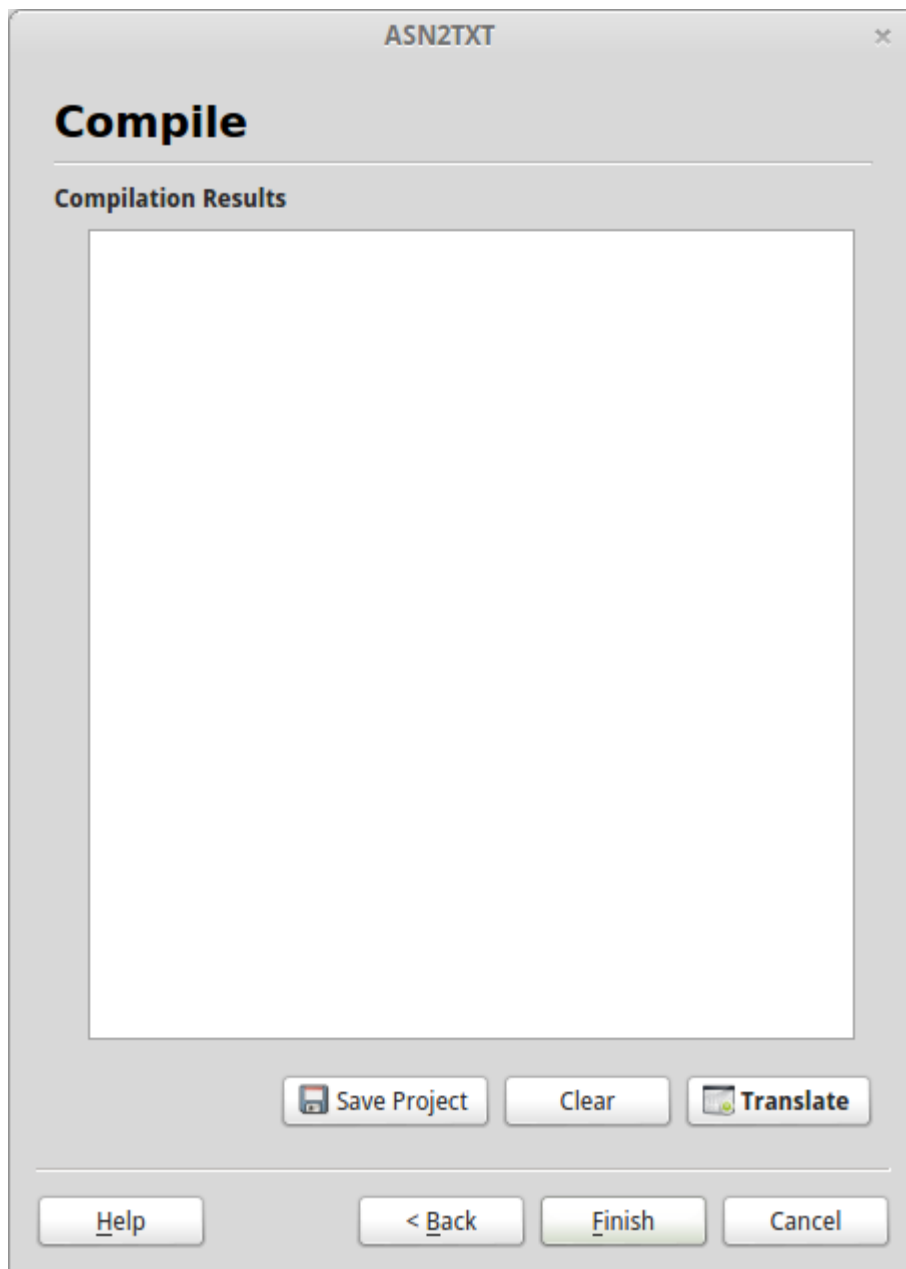 ASN2TXT
Compile
Compilation Results
Save Project Clear Translate
Help < Back Finish Cancel